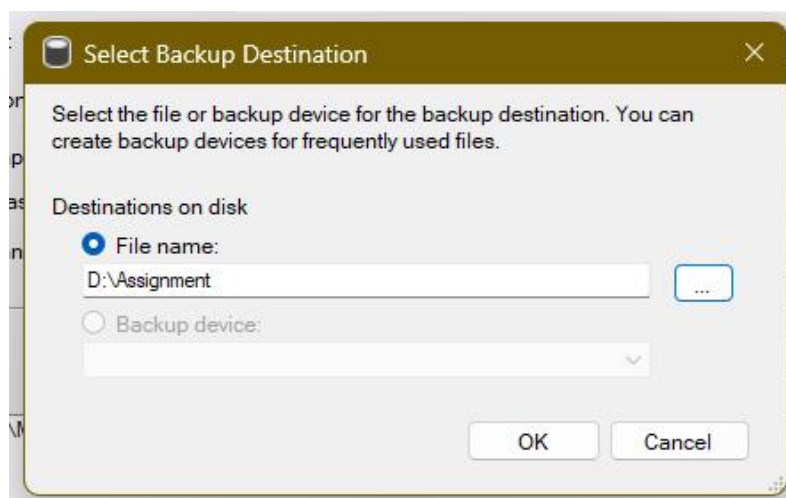 Select Backup Destination
Select the file or backup device for the backup destination. You can
create backup devices for frequently used files.
Destinations on disk
File name:
D:\Assignment
...
Backup device:
OK
Cancel